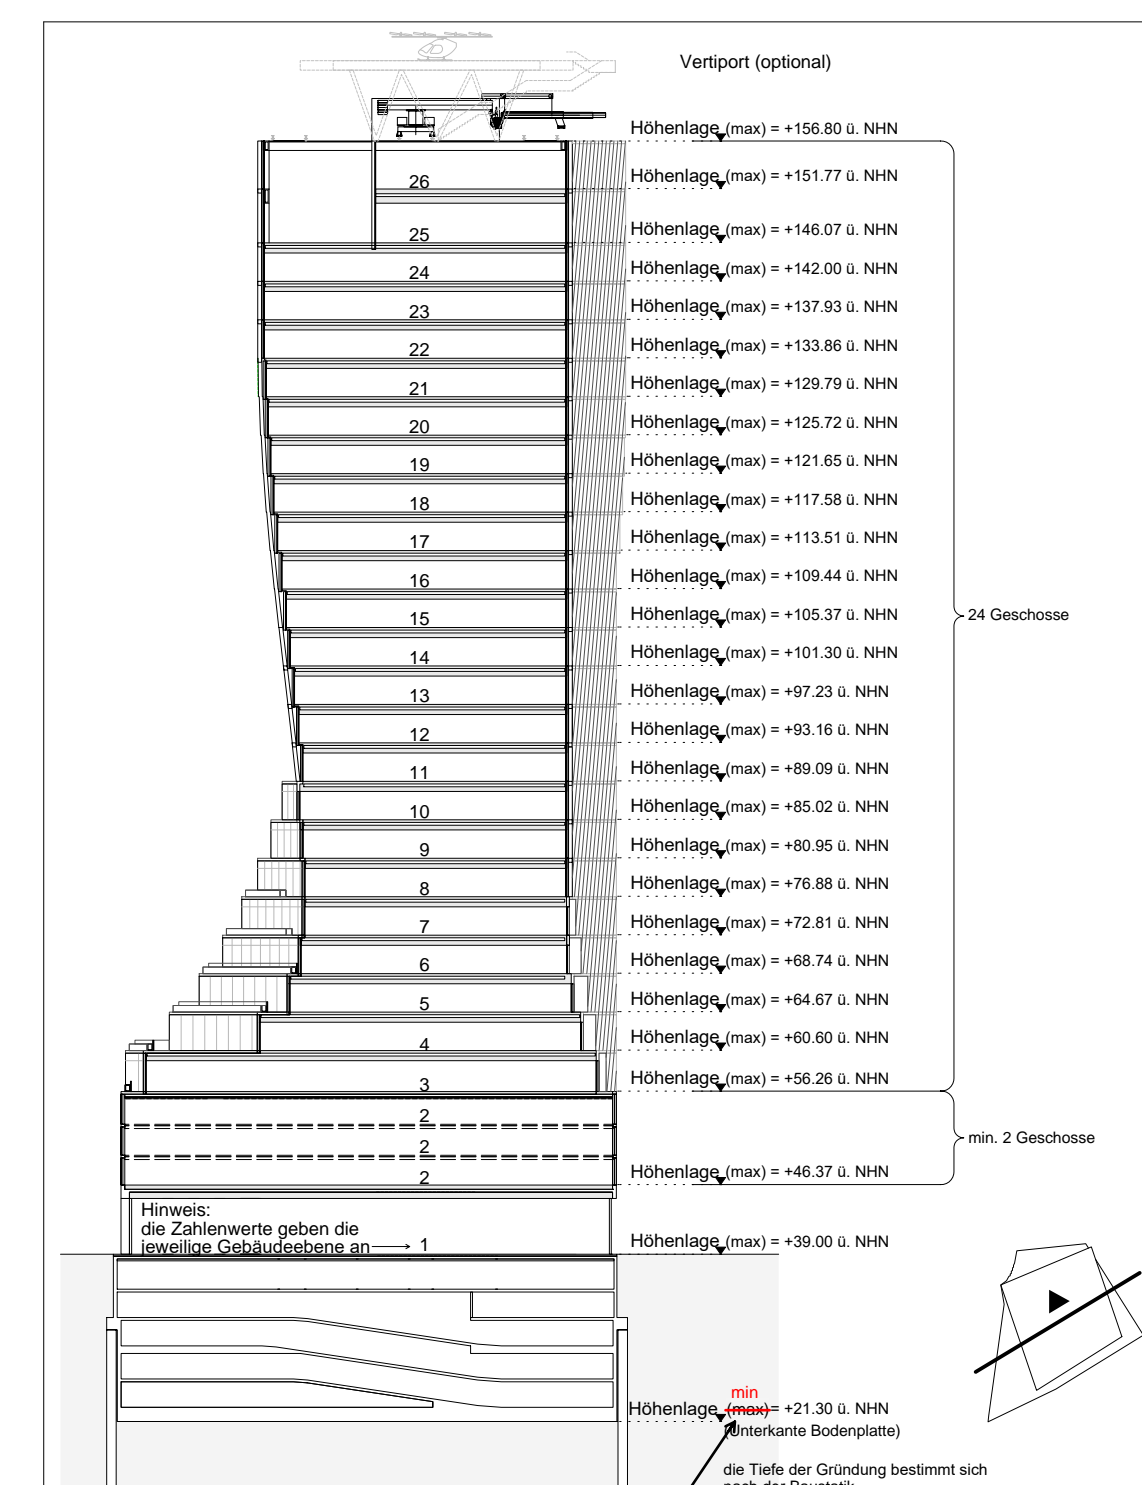 Vertiport (optional)
Höhenlage (max) = +156.80 ü. NHN
26
Höhenlage (max) = +151.77 ü. NHN
25
Höhenlage (max) = +146.07 ü. NHN
24
Höhenlage (max) = +142.00 ü. NHN
23
Höhenlage (max) = +137.93 ü. NHN
22
Höhenlage (max) = +133.86 ü. NHN
21
Höhenlage (max) = +129.79 ü. NHN
20
Höhenlage (max) = +125.72 ü. NHN
19
Höhenlage (max) = +121.65 ü. NHN
18
Höhenlage (max) = +117.58 ü. NHN
17
Höhenlage (max) = +113.51 ü. NHN
16
Höhenlage (max) = +109.44 ü. NHN
15
Höhenlage (max) = +105.37 ü. NHN
24 Geschosse
14
Höhenlage (max) = +101.30 ü. NHN
13
Höhenlage (max) = +97.23 ü. NHN
12
Höhenlage (max) = +93.16 ü. NHN
11
Höhenlage (max) = +89.09 ü. NHN
10
Höhenlage (max) = +85.02 ü. NHN
9
Höhenlage (max) = +80.95 ü. NHN
8
Höhenlage (max) = +76.88 ü. NHN
7
Höhenlage (max) = +72.81 ü. NHN
6
Höhenlage (max) = +68.74 ü. NHN
5
Höhenlage (max) = +64.67 ü. NHN
4
Höhenlage (max) = +60.60 ü. NHN
3
Höhenlage (max) = +56.26 ü. NHN
2
2
min. 2 Geschosse
2
Höhenlage (max) = +46.37 ü. NHN
Hinweis:
die Zahlenwerte geben die
jeweilige Gebäudeebene an 1
Höhenlage (max) = +39.00 ü. NHN
min
Höhenlage (max) = +21.30 ü. NHN
(Unterkante Bodenplatte)
die Tiefe der Gründung bestimmt sich
nach der Baustatik